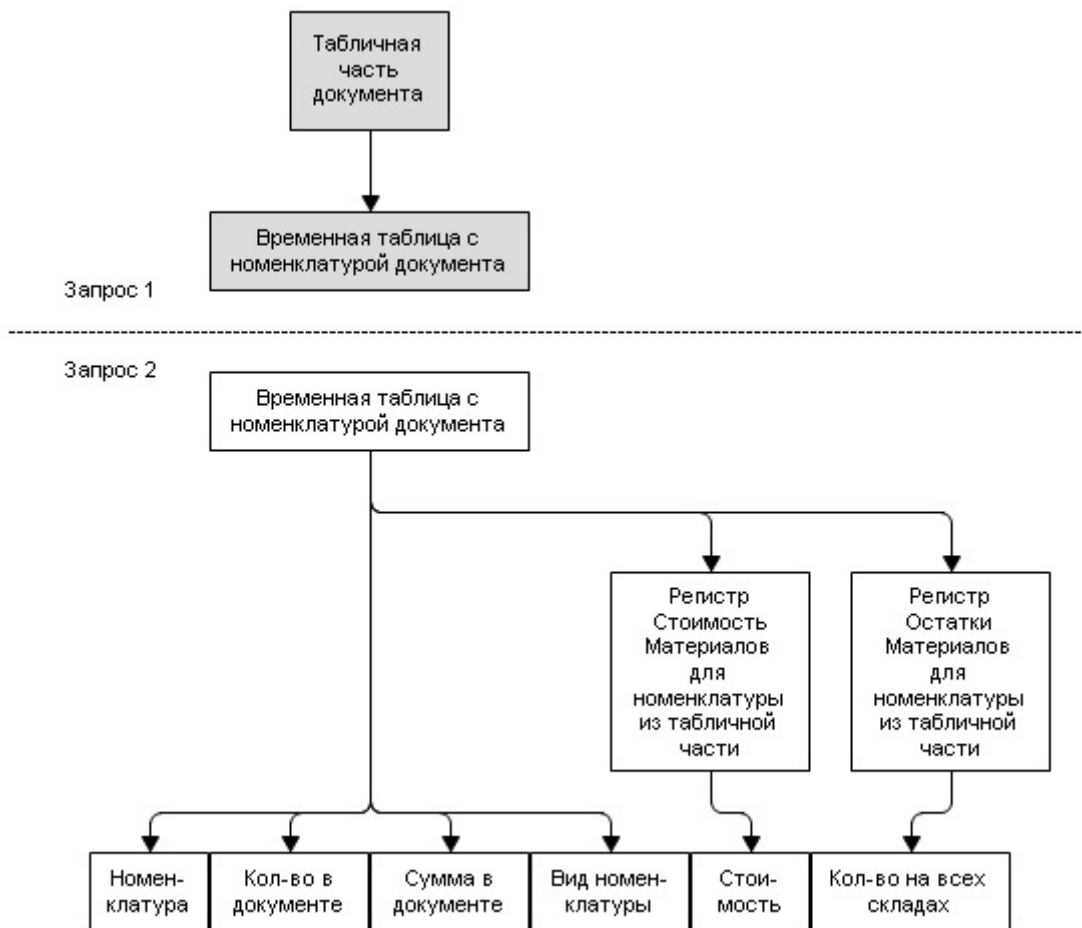 Табличная
часть
документа
Временная таблица с
номенклатурой документа
Запрос 1
Запрос 2
Временная таблица с
номенклатурой документа
Регистр
Стоимость
Материалов
для
номенклатуры
из табличной
части
Регистр
Остатки
Материалов
для
номенклатуры
из табличной
части
Номен-
клатура
Кол-во в
документе
Сумма в
документе
Вид номен-
клатуры
Стои-
мость
Кол-во на всех
складах